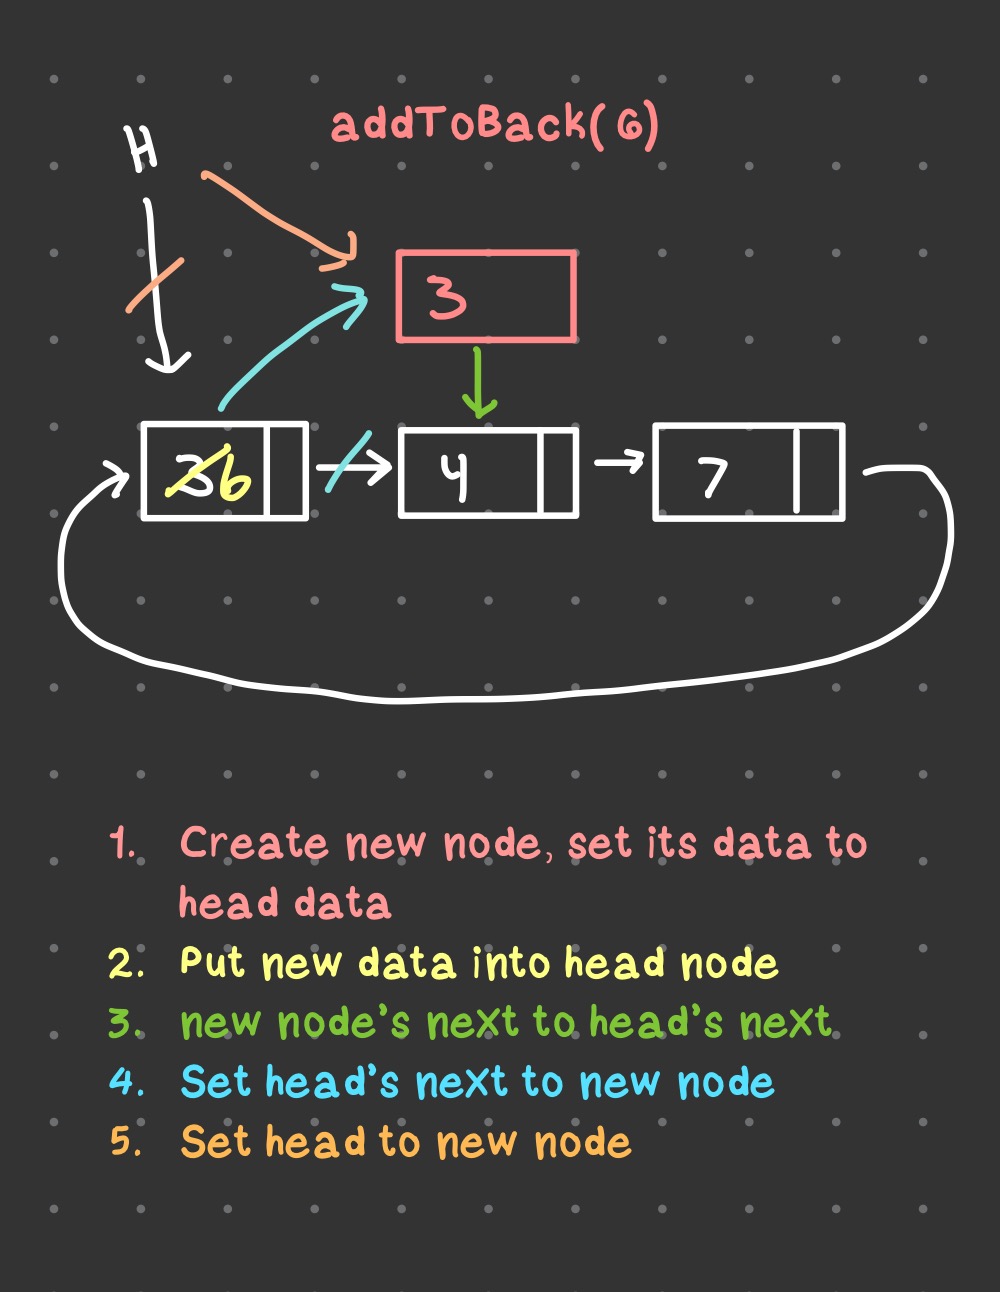 addToBack(6)
H
3
36 4 7
1. Create new node, set its data to
head data
2. Put new data into head node
3. new node's next to head's next
4. Set head's next to new node
5. Set head to new node